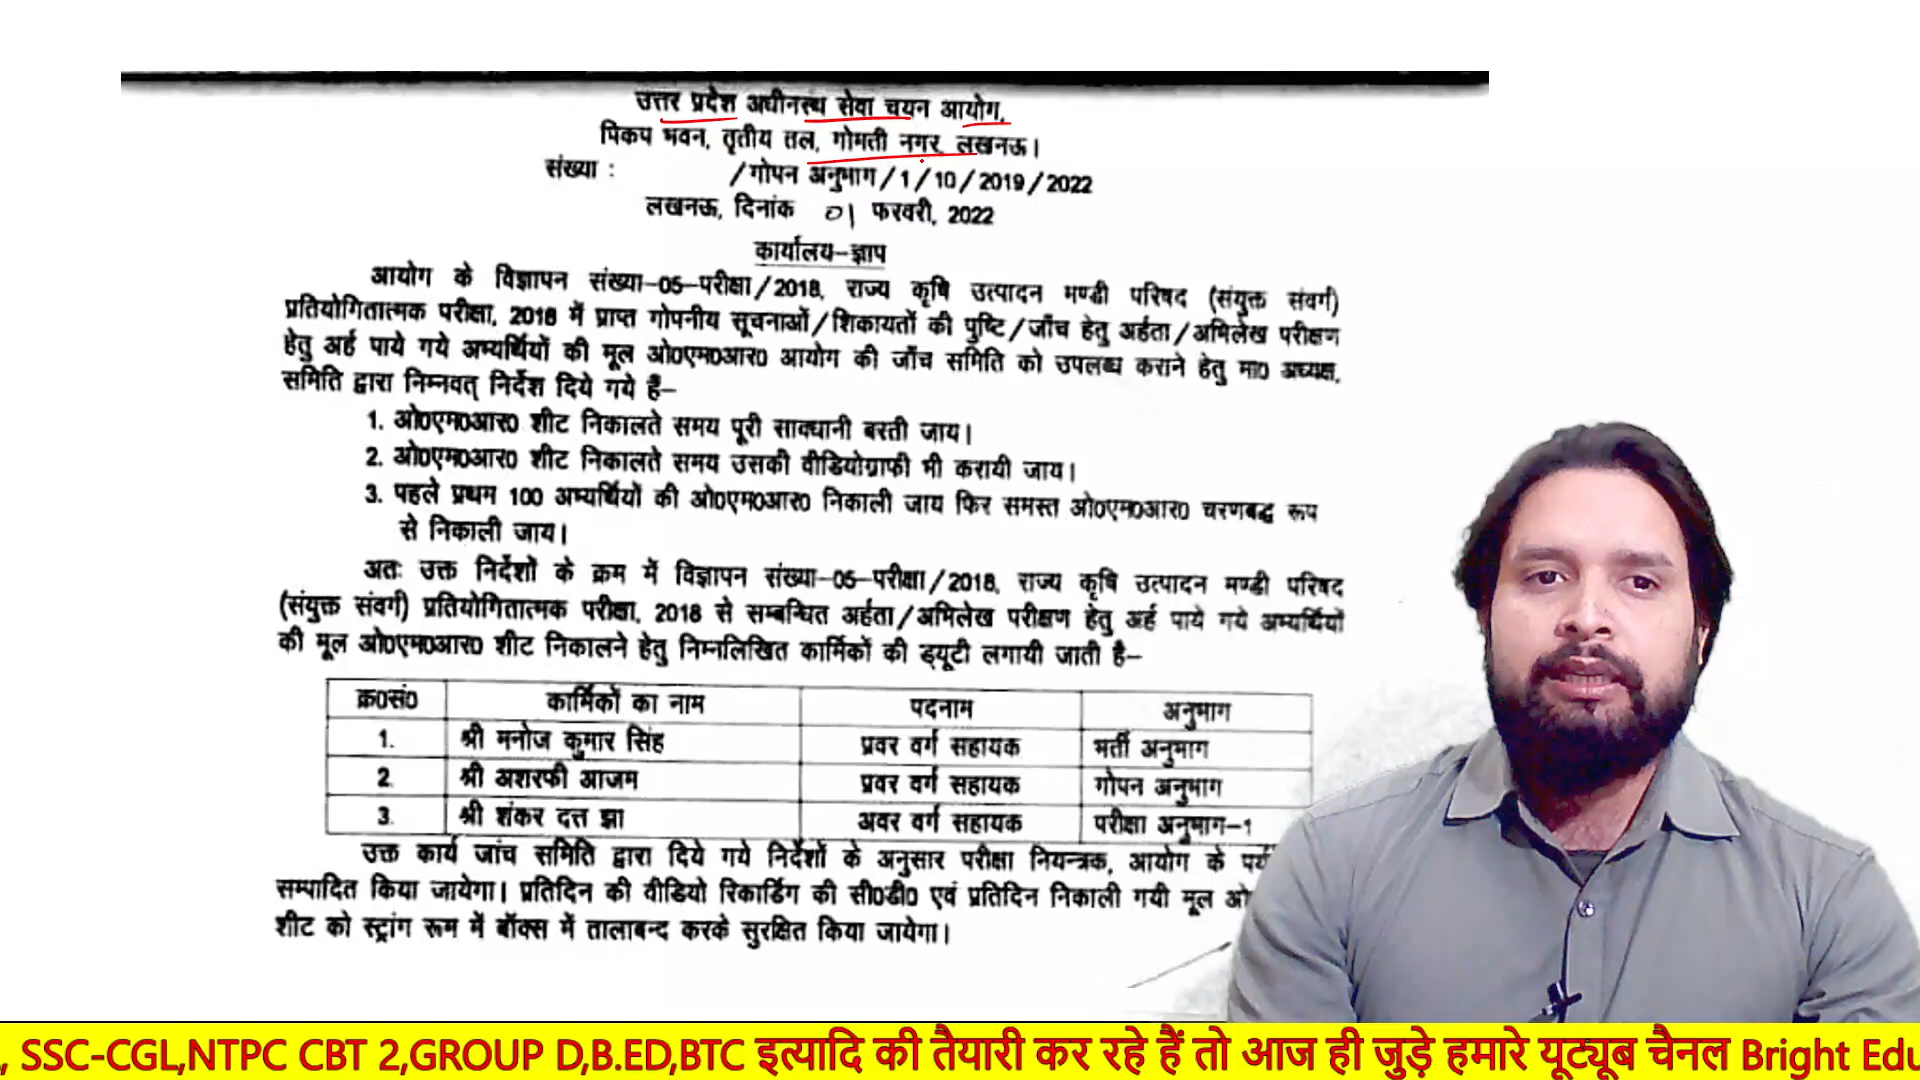 उत्तर प्रदेश अधीनस्थ सेवा चयन आयोग,
पिकप भवन, तृतीय तल, गोमती नगर, लखनऊ।
संख्या : /गोपन अनुभाग/1/10/2019/2022
लखनऊ, दिनांक 01 फरवरी, 2022
कार्यालय-ज्ञाप
आयोग के विज्ञापन संख्या-05-परीक्षा/2018, राज्य कृषि उत्पादन मण्डी परिषद (संयुक्त संवर्ग)
प्रतियोगितात्मक परीक्षा, 2018 में प्राप्त गोपनीय सूचनाओं/शिकायतों की पुष्टि/जाँच हेतु अर्हता/अभिलेख परीक्षण
हेतु अर्ह पाये गये अभ्यर्थियों की मूल ओ0एम0आर0 आयोग की जाँच समिति को उपलब्ध कराने हेतु मा0 अध्यक्ष,
समिति द्वारा निम्नवत् निर्देश दिये गये हैं-
1. ओ0एम0आर0 शीट निकालते समय पूरी सावधानी बरती जाय।
2. ओ0एम0आर0 शीट निकालते समय उसकी वीडियोग्राफी भी करायी जाय।
3. पहले प्रथम 100 अभ्यर्थियों की ओ0एम0आर0 निकाली जाय फिर समस्त ओ0एम0आर0 चरणबद्ध रूप
से निकाली जाय।
अतः उक्त निर्देशों के क्रम में विज्ञापन संख्या-05-परीक्षा/2018, राज्य कृषि उत्पादन मण्डी परिषद
(संयुक्त संवर्ग) प्रतियोगितात्मक परीक्षा, 2018 से सम्बन्धित अर्हता/अभिलेख परीक्षण हेतु अर्ह पाये गये अभ्यर्थियों
की मूल ओ0एम0आर0 शीट निकालने हेतु निम्नलिखित कार्मिकों की ड्यूटी लगायी जाती है-
क्र0सं0 कार्मिकों का नाम पदनाम अनुभाग
1. श्री मनोज कुमार सिंह प्रवर वर्ग सहायक भर्ती अनुभाग
2. श्री अशरफी आजम प्रवर वर्ग सहायक गोपन अनुभाग
3. श्री शंकर दत्त झा अवर वर्ग सहायक परीक्षा अनुभाग-1
उक्त कार्य जांच समिति द्वारा दिये गये निर्देशों के अनुसार परीक्षा नियन्त्रक, आयोग के
सम्पादित किया जायेगा। प्रतिदिन की वीडियो रिकार्डिंग की सी0डी0 एवं प्रतिदिन निकाली गयी मूल
शीट को स्ट्रांग रूम में बॉक्स में तालाबन्द करके सुरक्षित किया जायेगा।
, SSC-CGL,NTPC CBT 2,GROUP D,B.ED,BTC इत्यादि की तैयारी कर रहे हैं तो आज ही जुड़े हमारे यूट्यूब चैनल Bright Edu